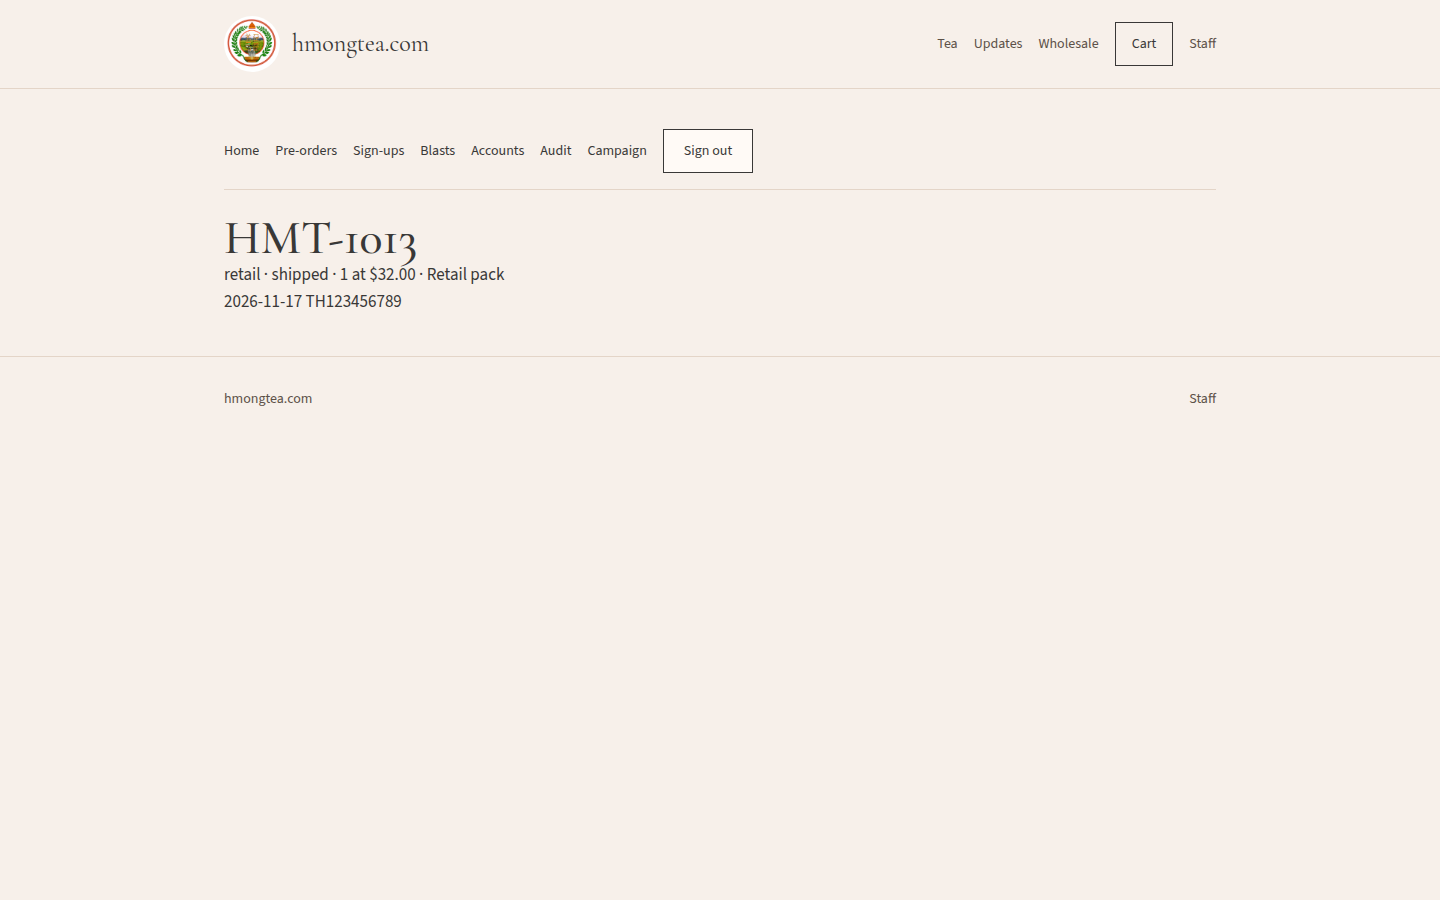 hmongtea.com
Tea Updates Wholesale Cart Staff
Home Pre-orders Sign-ups Blasts Accounts Audit Campaign Sign out
HMT-1013
retail · shipped · 1 at $32.00 · Retail pack
2026-11-17 TH123456789
hmongtea.com Staff